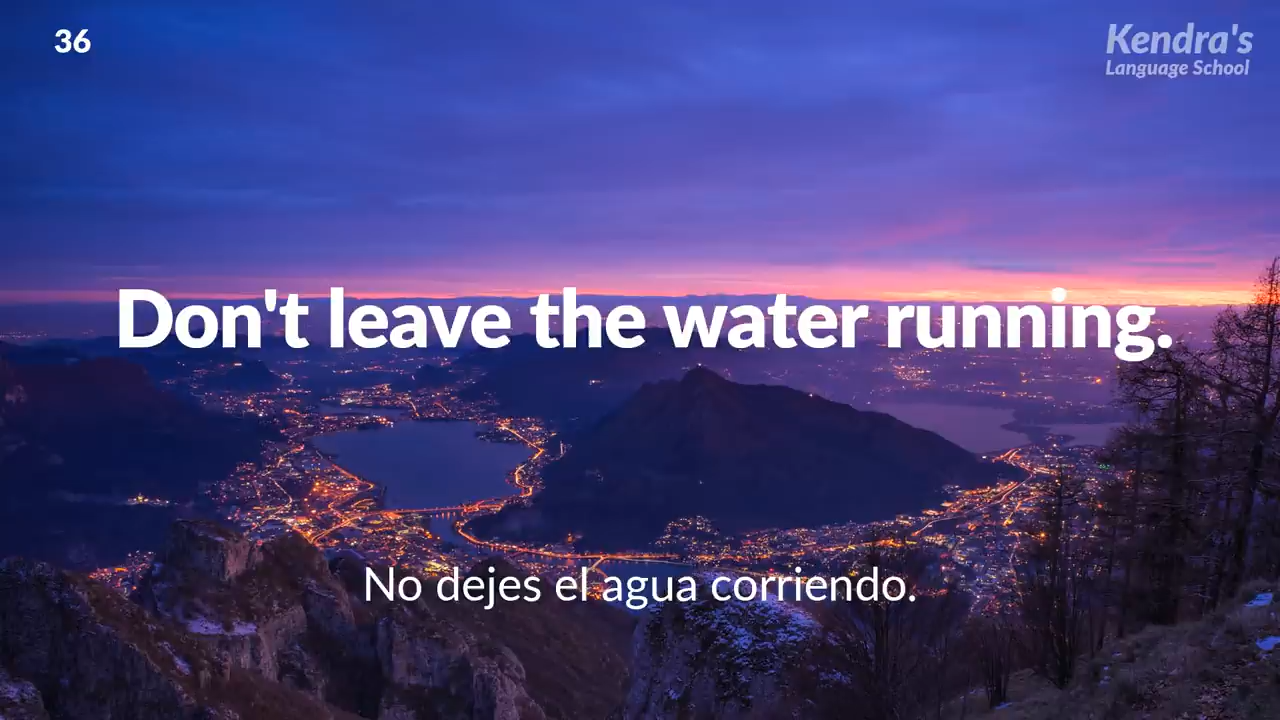 36
Kendra's
Language School
Don't leave the water running.
No dejes el agua corriendo.